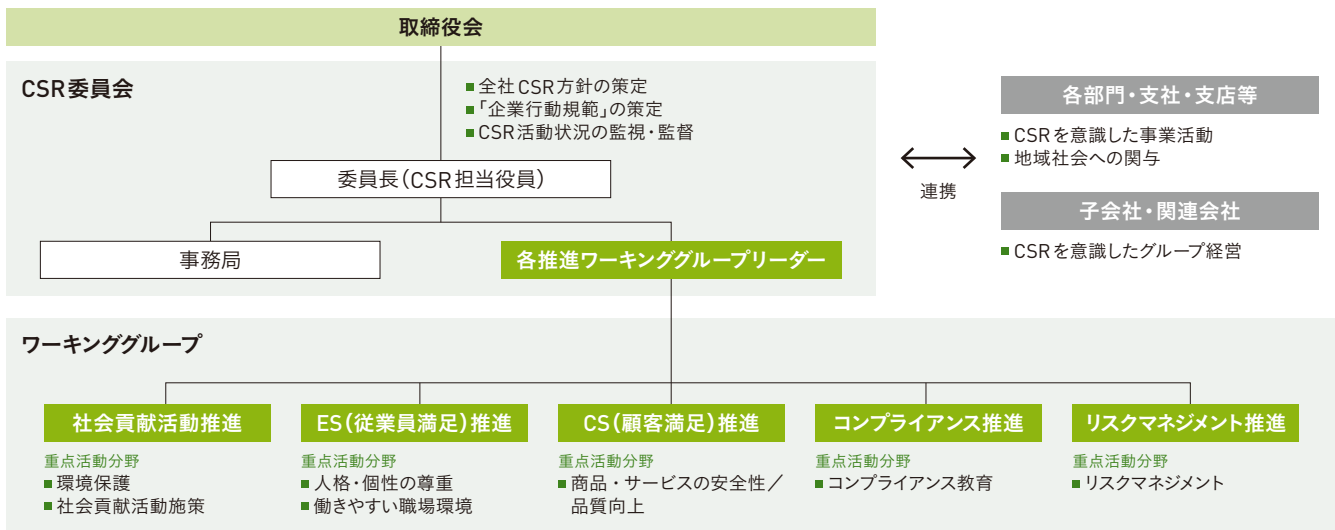 取締役会
CSR委員会
■全社CSR方針の策定
■「企業行動規範」の策定
■CSR活動状況の監視・監督
委員長（CSR担当役員）
事務局
各推進ワーキンググループリーダー
連携
各部門・支社・支店等
■CSRを意識した事業活動
■地域社会への関与
子会社・関連会社
■CSRを意識したグループ経営
ワーキンググループ
社会貢献活動推進
重点活動分野
■環境保護
■社会貢献活動施策
ES（従業員満足）推進
重点活動分野
■人格・個性の尊重
■働きやすい職場環境
CS（顧客満足）推進
重点活動分野
■商品・サービスの安全性／
品質向上
コンプライアンス推進
重点活動分野
■コンプライアンス教育
リスクマネジメント推進
重点活動分野
■リスクマネジメント